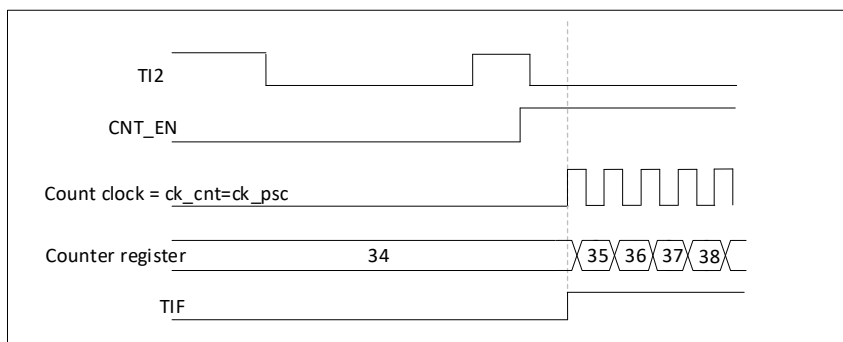 TI2
CNT_EN
Count clock = ck_cnt=ck_psc
Counter register 34 35 36 37 38
TIF